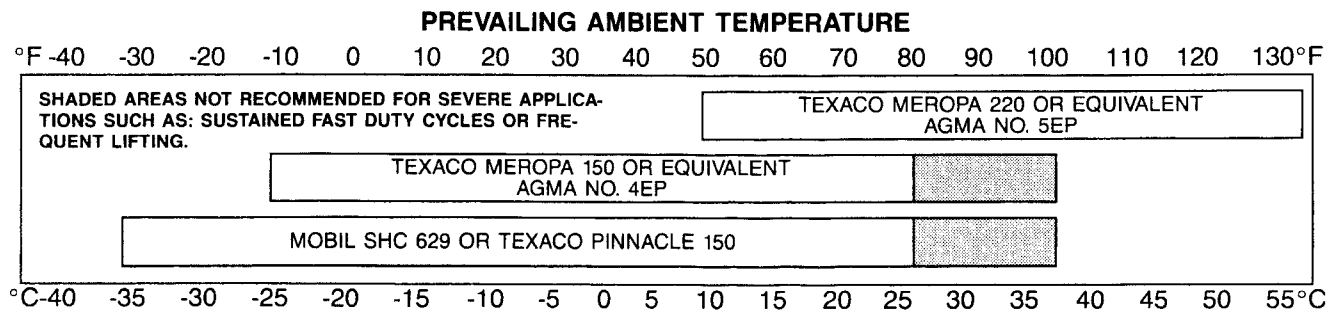 PREVAILING AMBIENT TEMPERATURE
°F -40 -30 -20 -10 0 10 20 30 40 50 60 70 80 90 100 110 120 130°F
SHADED AREAS NOT RECOMMENDED FOR SEVERE APPLICA-
TIONS SUCH AS: SUSTAINED FAST DUTY CYCLES OR FRE-
QUENT LIFTING.
TEXACO MEROPA 220 OR EQUIVALENT
AGMA NO. 5EP
TEXACO MEROPA 150 OR EQUIVALENT
AGMA NO. 4EP
MOBIL SHC 629 OR TEXACO PINNACLE 150
°C-40 -35 -30 -25 -20 -15 -10 -5 0 5 10 15 20 25 30 35 40 45 50 55°C